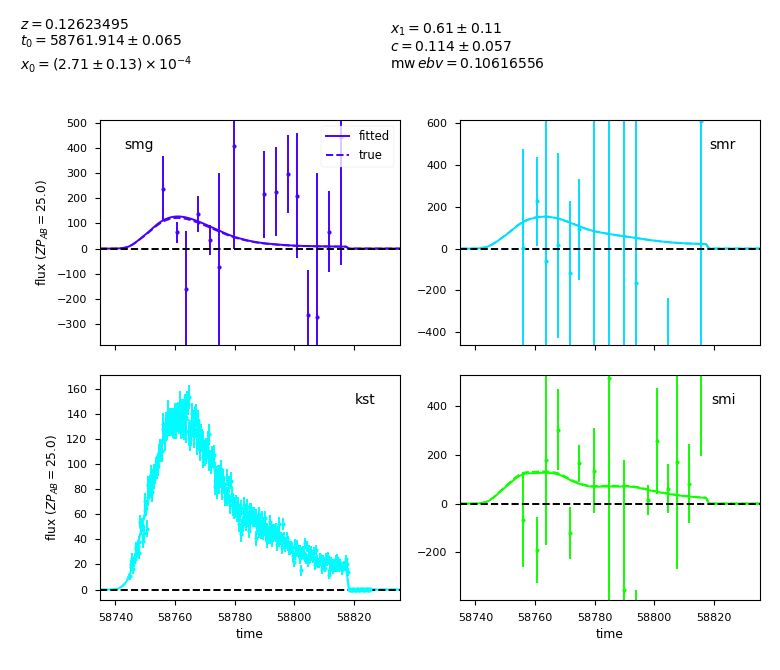 z = 0.12623495
t₀ = 58761.914 ± 0.065
x₀ = (2.71 ± 0.13) × 10⁻⁴
x₁ = 0.61 ± 0.11
c = 0.114 ± 0.057
mw ebv = 0.10616556
smg
fitted
true
500
400
300
200
100
0
−100
−200
−300
flux (ZP_AB = 25.0)
smr
600
400
200
0
−200
−400
kst
160
140
120
100
80
60
40
20
0
flux (ZP_AB = 25.0)
58740 58760 58780 58800 58820
time
smi
400
200
0
−200
58740 58760 58780 58800 58820
time